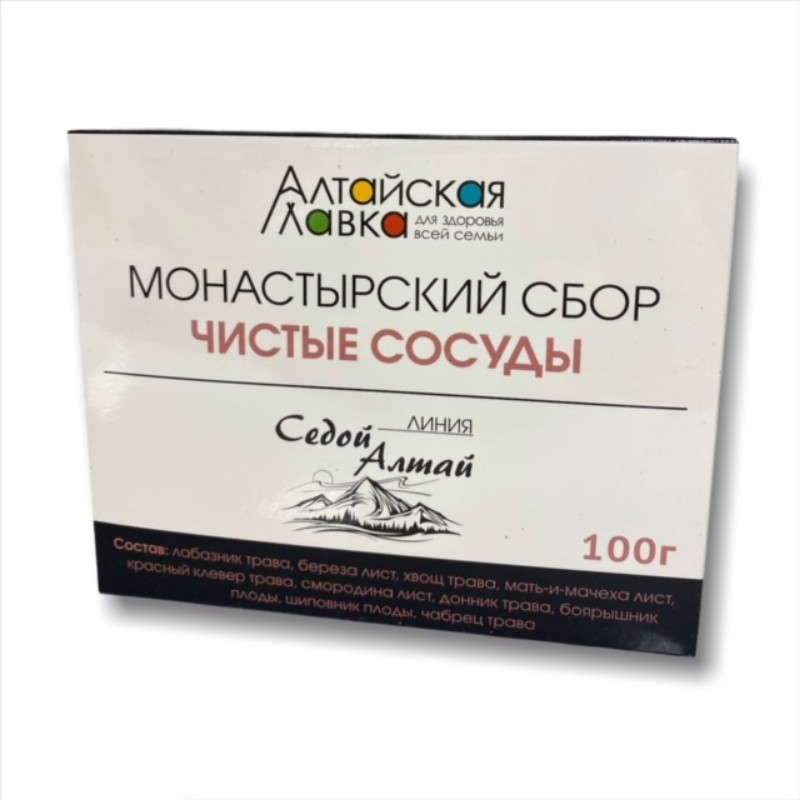 Алтайская
Лавка для здоровья
всей семьи
МОНАСТЫРСКИЙ СБОР
ЧИСТЫЕ СОСУДЫ
ЛИНИЯ
Седой
Алтай
100г
Состав: лабазник трава, береза лист, хвощ трава, мать-и-мачеха лист,
красный клевер трава, смородина лист, донник трава, боярышник
плоды, шиповник плоды, чабрец трава